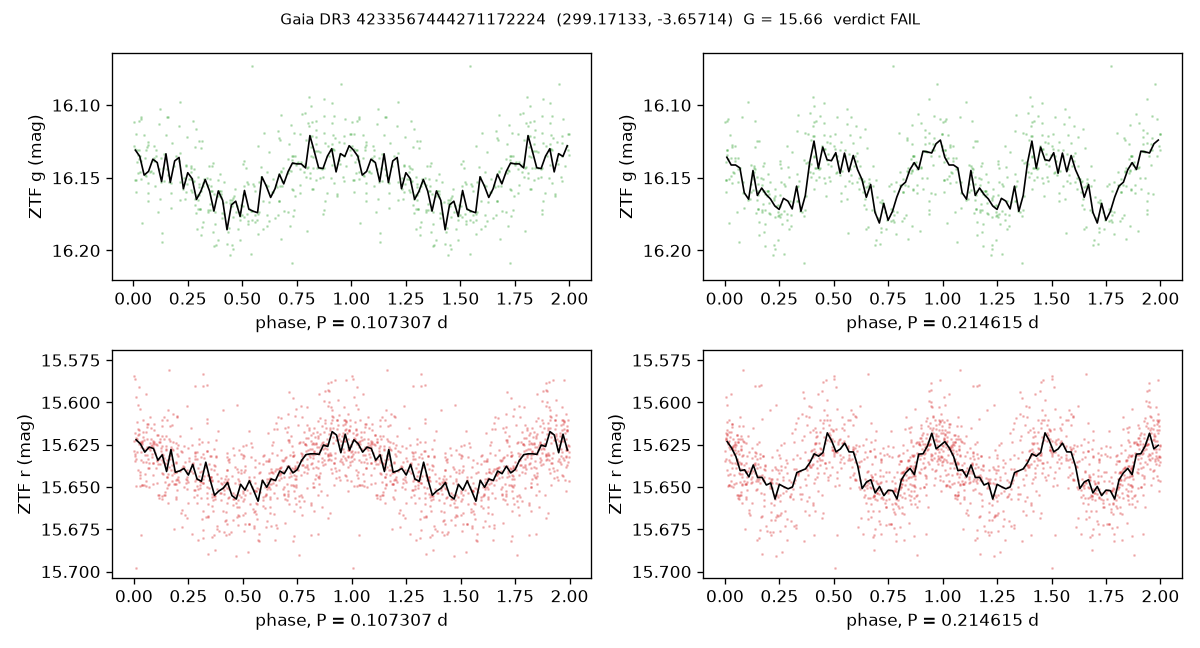 Gaia DR3 4233567444271172224  (299.17133, -3.65714)  G = 15.66  verdict FAIL
ZTF g (mag)
16.10
16.15
16.20
0.00 0.25 0.50 0.75 1.00 1.25 1.50 1.75 2.00
phase, P = 0.107307 d
ZTF g (mag)
16.10
16.15
16.20
0.00 0.25 0.50 0.75 1.00 1.25 1.50 1.75 2.00
phase, P = 0.214615 d
ZTF r (mag)
15.575
15.600
15.625
15.650
15.675
15.700
0.00 0.25 0.50 0.75 1.00 1.25 1.50 1.75 2.00
phase, P = 0.107307 d
ZTF r (mag)
15.575
15.600
15.625
15.650
15.675
15.700
0.00 0.25 0.50 0.75 1.00 1.25 1.50 1.75 2.00
phase, P = 0.214615 d